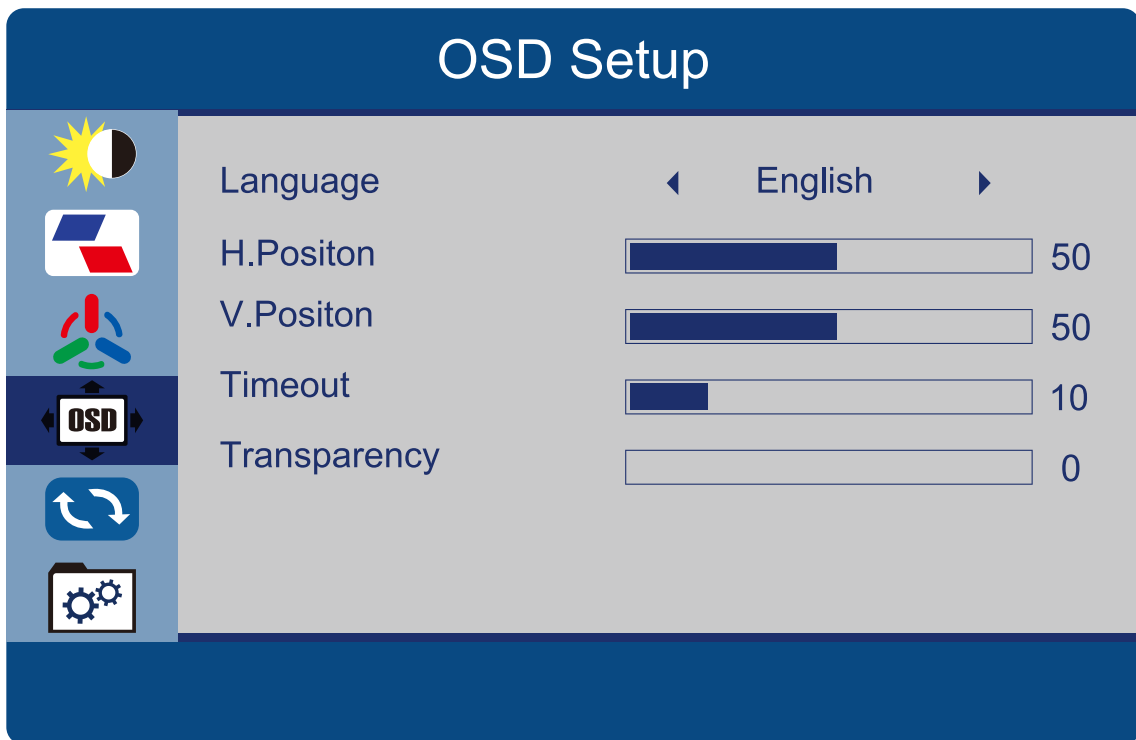 OSD Setup
Language English
H.Positon 50
V.Positon 50
OSD
Timeout 10
Transparency 0